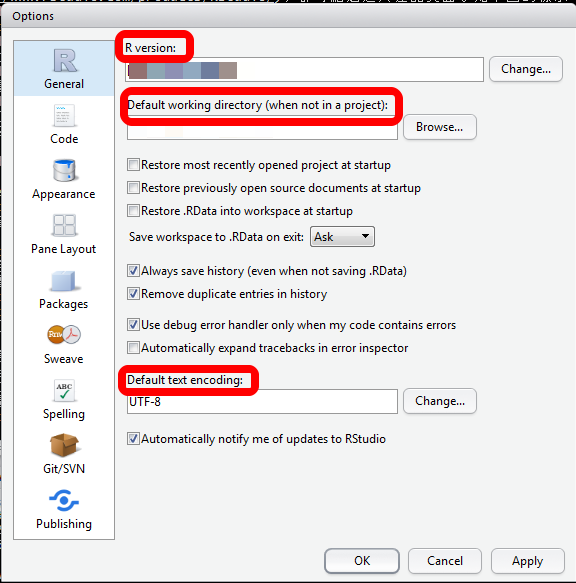 Options
General
Code
Appearance
Pane Layout
Packages
Rnw
Sweave
ABC
Spelling
Git/SVN
Publishing
R version:
Change...
Default working directory (when not in a project):
Browse...
Restore most recently opened project at startup
Restore previously open source documents at startup
Restore .RData into workspace at startup
Save workspace to .RData on exit: Ask
Always save history (even when not saving .RData)
Remove duplicate entries in history
Use debug error handler only when my code contains errors
Automatically expand tracebacks in error inspector
Default text encoding:
UTF-8
Change...
Automatically notify me of updates to RStudio
OK
Cancel
Apply